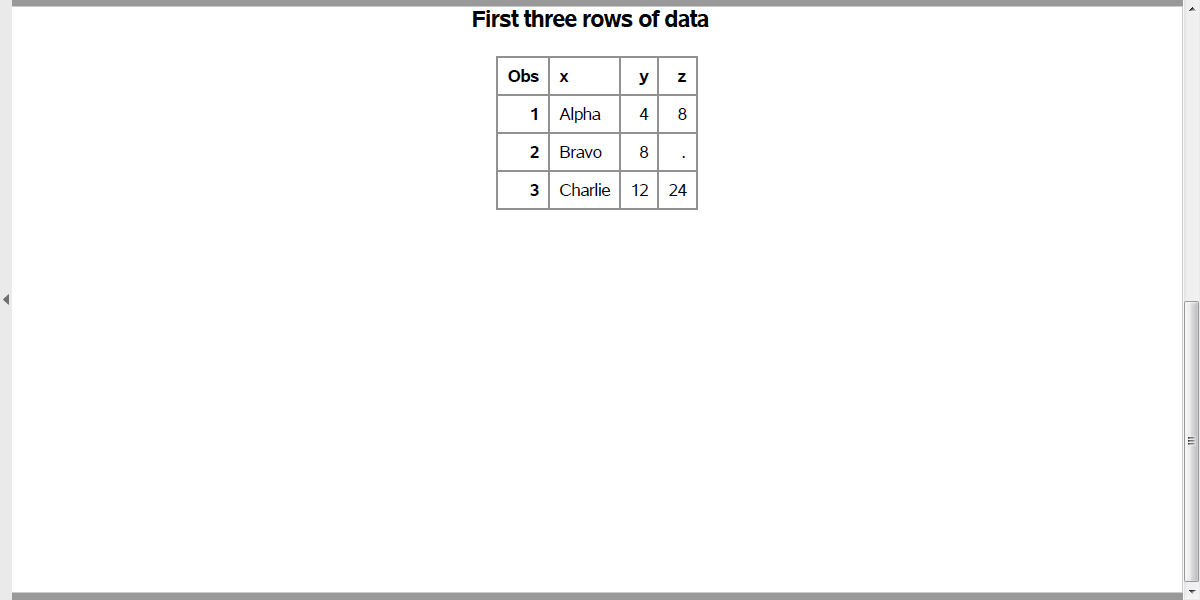 First three rows of data
Obs x y z
1 Alpha 4 8
2 Bravo 8 .
3 Charlie 12 24